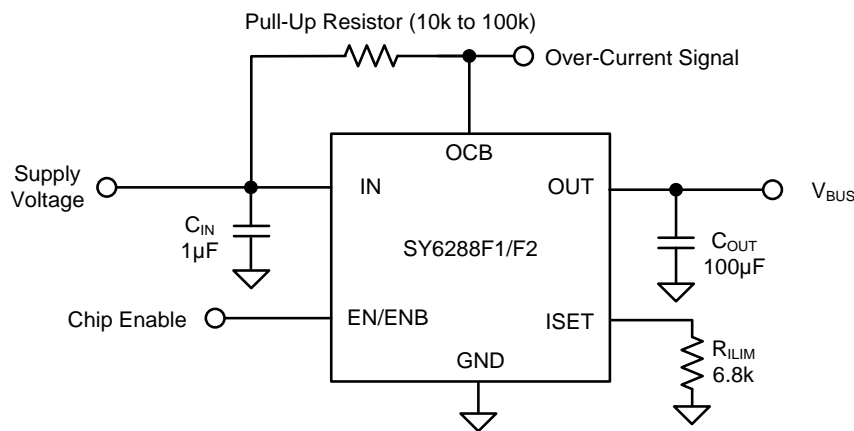 Pull-Up Resistor (10k to 100k)
Over-Current Signal
OCB
Supply
Voltage
IN
OUT
VBUS
CIN
1µF
SY6288F1/F2
COUT
100µF
Chip Enable
EN/ENB
ISET
GND
RILIM
6.8k